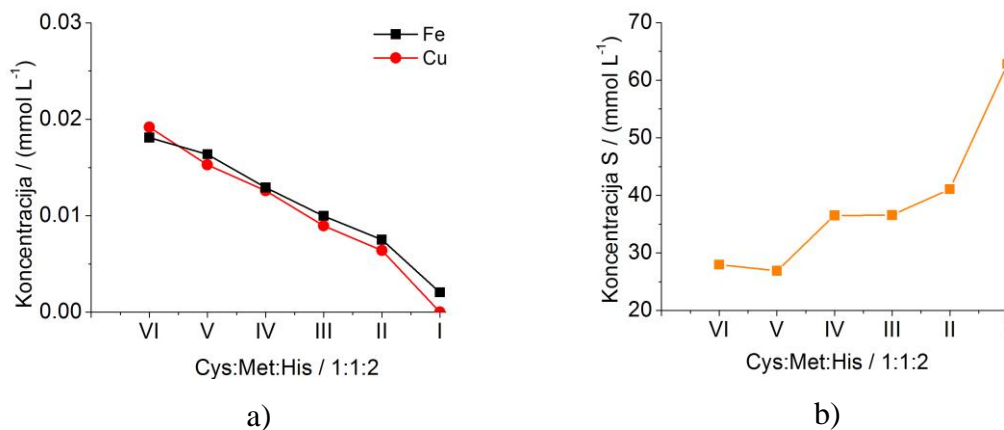 0.03
0.02
0.01
0.00
Koncentracija / (mmol L⁻¹)
Fe
Cu
VI V IV III II I
Cys:Met:His / 1:1:2
a)
70
60
50
40
30
20
Koncentracija S / (mmol L⁻¹)
VI V IV III II
Cys:Met:His / 1:1:2
b)